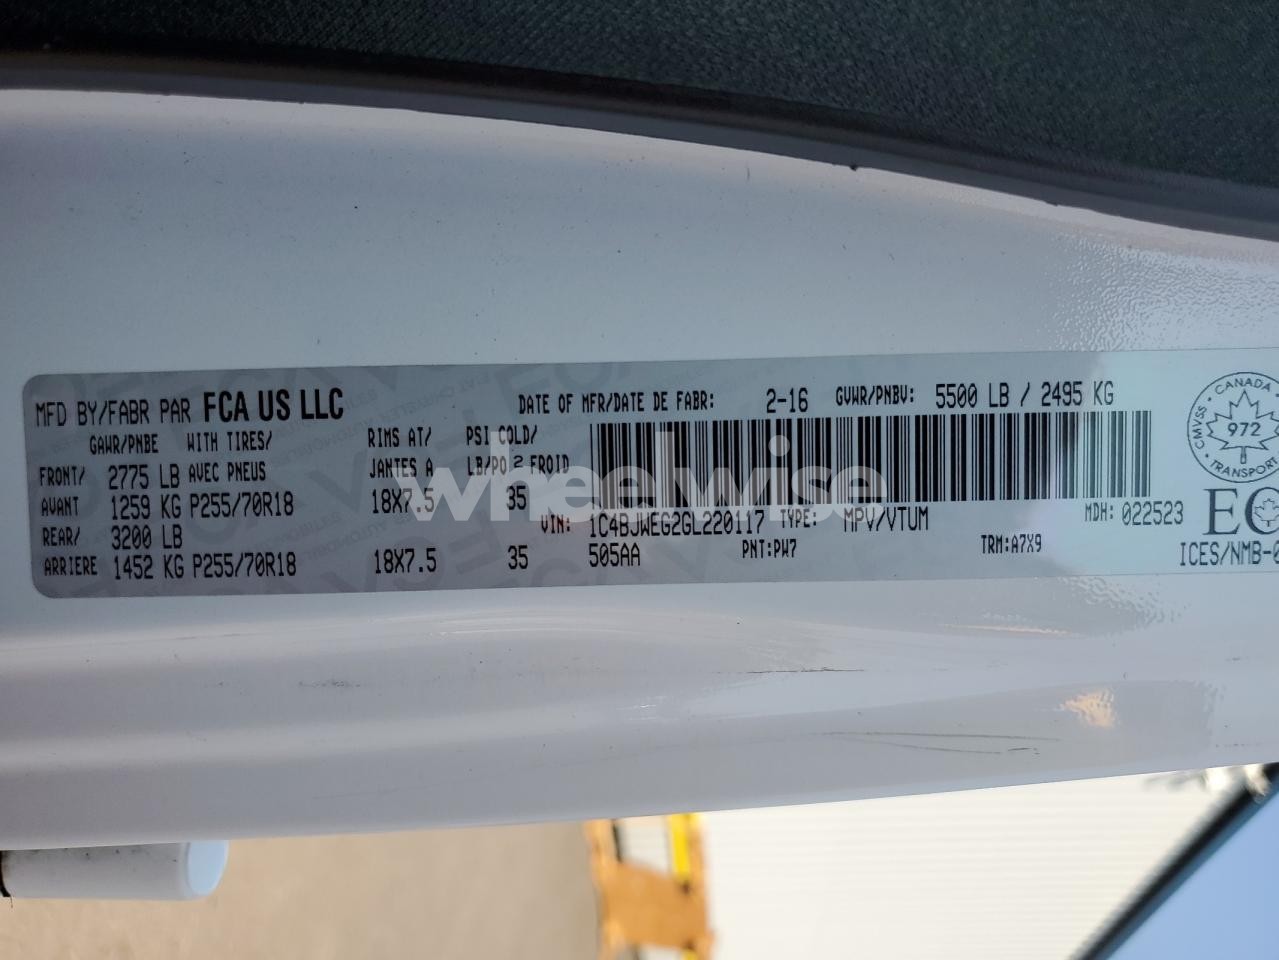 MFD BY/FABR PAR FCA US LLC DATE OF MFR/DATE DE FABR: 2-16 GVWR/PNBV: 5500 LB / 2495 KG
GAWR/PNBE WITH TIRES/ RIMS AT/ PSI COLD/
FRONT/ 2775 LB AVEC PNEUS JANTES A LB/PO2 FROID
AVANT 1259 KG P255/70R18 18X7.5 35
REAR/ 3200 LB
ARRIERE 1452 KG P255/70R18 18X7.5 35
VIN: 1C4BJWEG2GL220117 TYPE: MPV/VTUM MDH: 022523
505AA PNT:PW7 TRM:A7X9
CANADA
CMVSS
972
TRANSPORT
ICES/NMB-
wheelwise